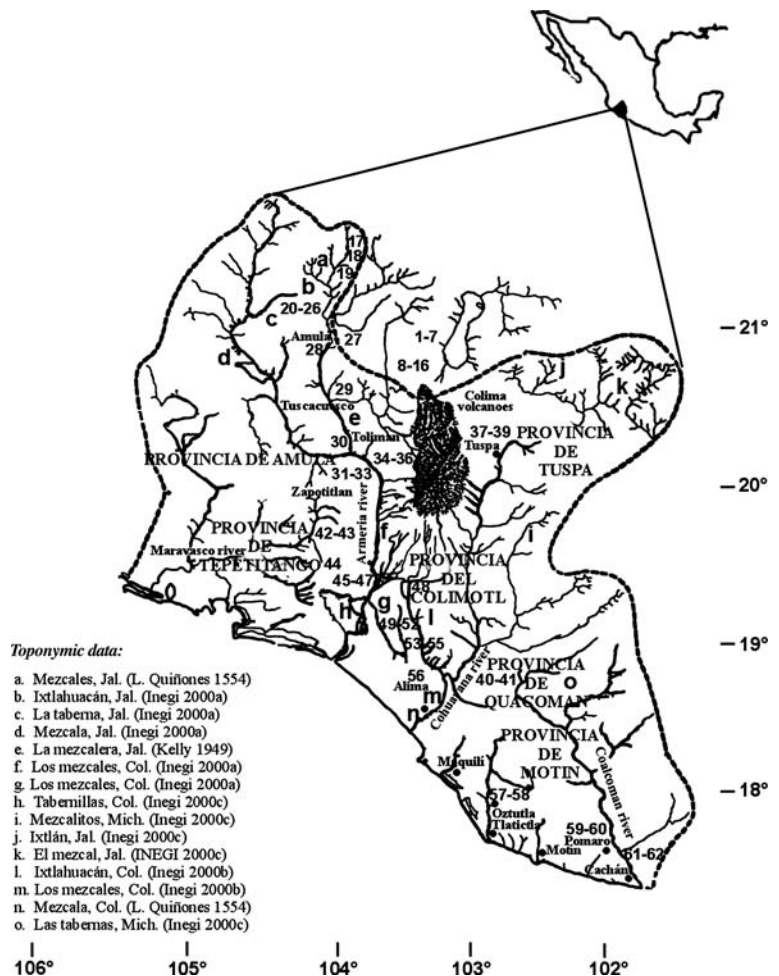 17
18
a
19
b
20-26
c
1-7
27
Amula
28
21°
d
8-16
j
k
29
Colima
volcanoes
Tuscacuesco
e
37-39
PROVINCIA
Toliman
30
Tuspa
DE
34-36
TUSPA
PROVINCIA DE AMULA
31-33
20°
Zapotitlan
Armeria river
42-43
f
i
PROVINCIA
Maravasco river
DE
PROVINCIA
TEPETITANGO
44
DEL
45-47
48
COLIMOTL
g
h
49-52
l
19°
53-55
Toponymic data:
PROVINCIA
56
Cohuayana river
40-41
DE
o
Alima
m
QUACOMAN
n
PROVINCIA
DE
Maquili
MOTIN
Coalcoman river
18°
57-58
Oztutla
59-60
Tlatictla
Pomaro
Motin
61-62
Cachán
a. Mezcales, Jal. (L. Quiñones 1554)
b. Ixtlahuacán, Jal. (Inegi 2000a)
c. La taberna, Jal. (Inegi 2000a)
d. Mezcala, Jal. (Inegi 2000a)
e. La mezcalera, Jal. (Kelly 1949)
f. Los mezcales, Col. (Inegi 2000a)
g. Los mezcales, Col. (Inegi 2000a)
h. Tabernillas, Col. (Inegi 2000c)
i. Mezcalitos, Mich. (Inegi 2000c)
j. Ixtlán, Jal. (Inegi 2000c)
k. El mezcal, Jal. (INEGI 2000c)
l. Ixtlahuacán, Col. (Inegi 2000b)
m. Los mezcales, Col. (Inegi 2000b)
n. Mezcala, Col. (L. Quiñones 1554)
o. Las tabernas, Mich. (Inegi 2000c)
106° 105° 104° 103° 102°